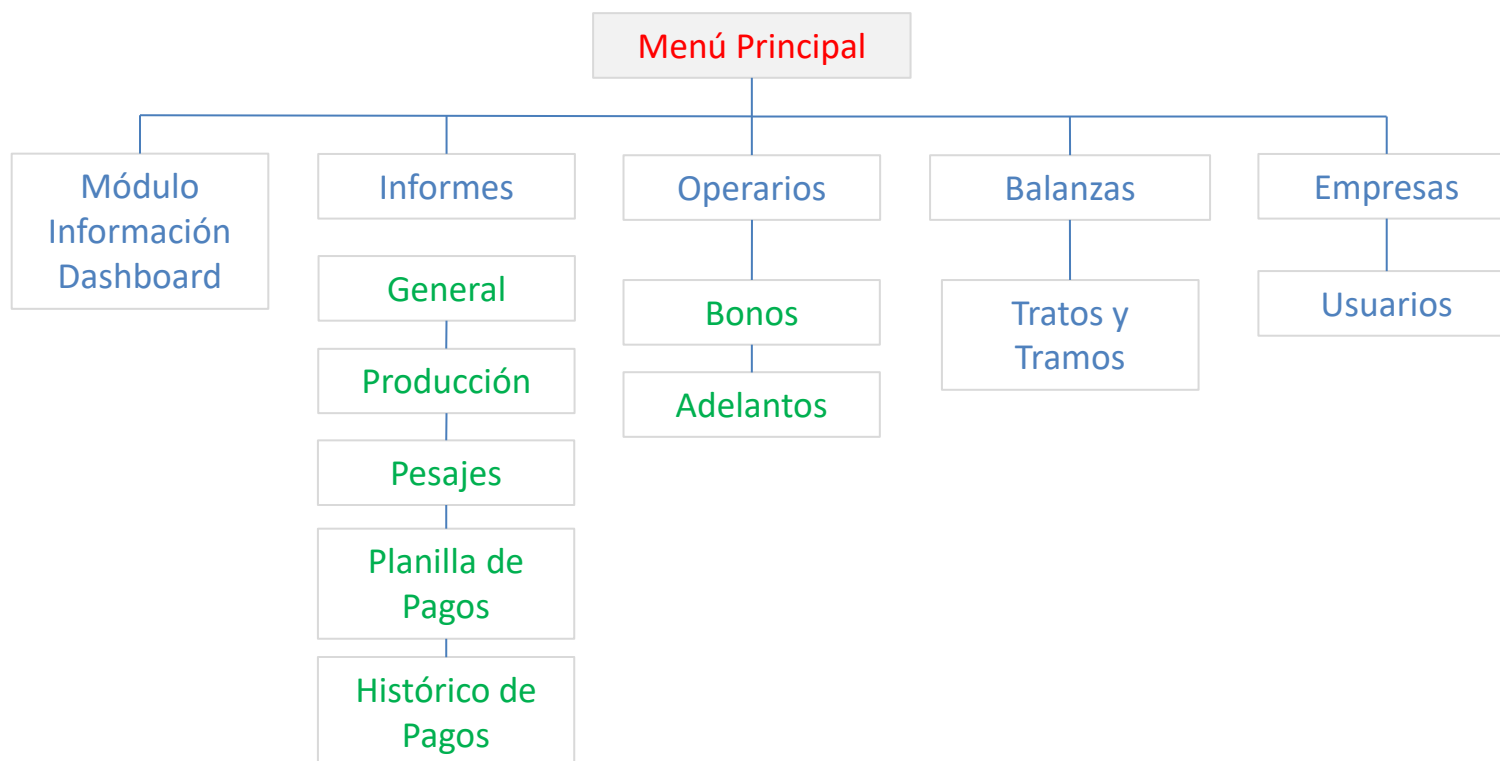 Menú Principal
Módulo
Información
Dashboard
Informes
General
Producción
Pesajes
Planilla de
Pagos
Histórico de
Pagos
Operarios
Bonos
Adelantos
Balanzas
Tratos y
Tramos
Empresas
Usuarios